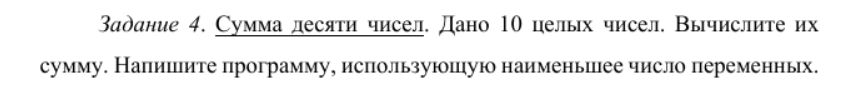 Задание 4. Сумма десяти чисел. Дано 10 целых чисел. Вычислите их
сумму. Напишите программу, использующую наименьшее число переменных.